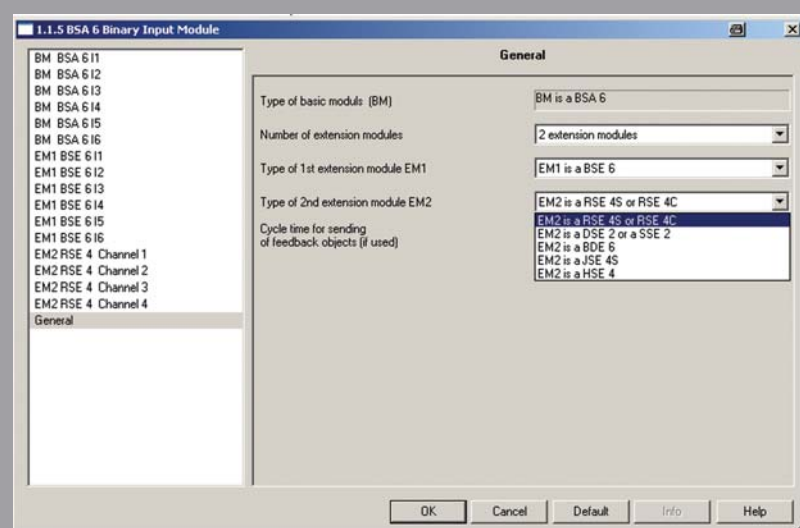 1.1.5 BSA 6 Binary Input Module
BM BSA 6 I1
BM BSA 6 I2
BM BSA 6 I3
BM BSA 6 I4
BM BSA 6 I5
BM BSA 6 I6
EM1 BSE 6 I1
EM1 BSE 6 I2
EM1 BSE 6 I3
EM1 BSE 6 I4
EM1 BSE 6 I5
EM1 BSE 6 I6
EM2 RSE 4 Channel 1
EM2 RSE 4 Channel 2
EM2 RSE 4 Channel 3
EM2 RSE 4 Channel 4
General
General
Type of basic moduls (BM)
BM is a BSA 6
Number of extension modules
2 extension modules
Type of 1st extension module EM1
EM1 is a BSE 6
Type of 2nd extension module EM2
EM2 is a RSE 4S or RSE 4C
Cycle time for sending
of feedback objects (if used)
EM2 is a RSE 4S or RSE 4C
EM2 is a DSE 2 or a SSE 2
EM2 is a BDE 6
EM2 is a JSE 4S
EM2 is a HSE 4
OK
Cancel
Default
Info
Help